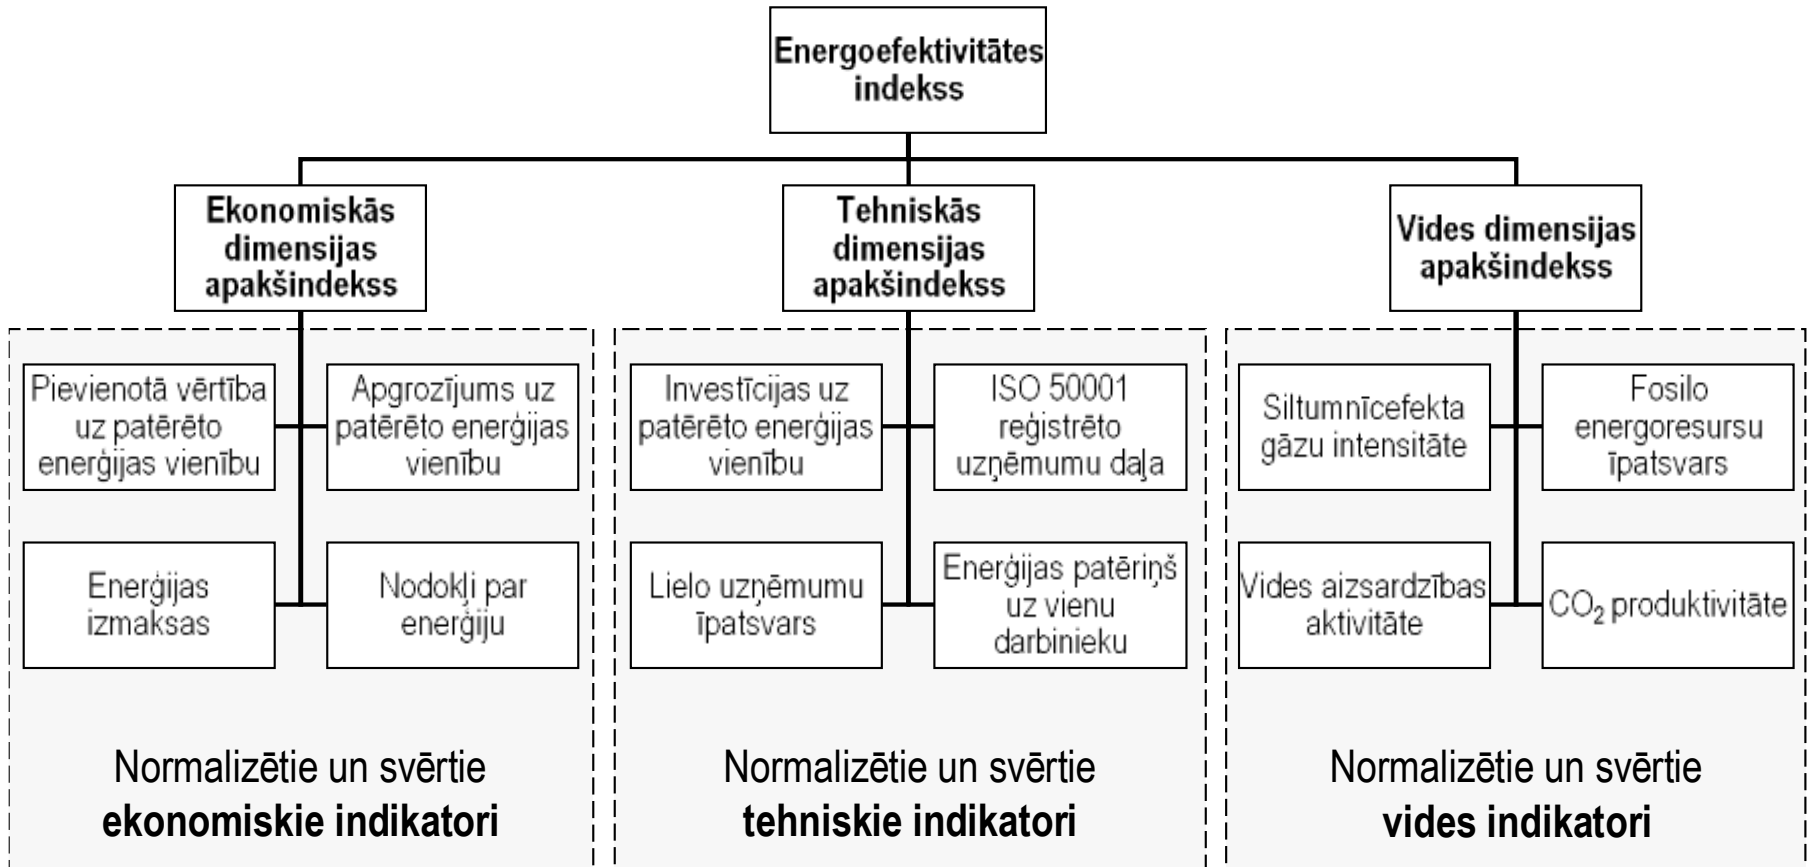 Energoefektivitātes
indekss
Ekonomiskās
dimensijas
apakšindekss
Tehniskās
dimensijas
apakšindekss
Vides dimensijas
apakšindekss
Pievienotā vērtība
uz patērēto
enerģijas vienību
Apgrozījums uz
patērēto enerģijas
vienību
Enerģijas
izmaksas
Nodokļi par
enerģiju
Normalizētie un svērtie
ekonomiskie indikatori
Investīcijas uz
patērēto enerģijas
vienību
ISO 50001
reģistrēto
uzņēmumu daļa
Lielo uzņēmumu
īpatsvars
Enerģijas patēriņš
uz vienu
darbinieku
Normalizētie un svērtie
tehniskie indikatori
Siltumnīcefekta
gāzu intensitāte
Fosilo
energoresursu
īpatsvars
Vides aizsardzības
aktivitāte
CO₂ produktivitāte
Normalizētie un svērtie
vides indikatori